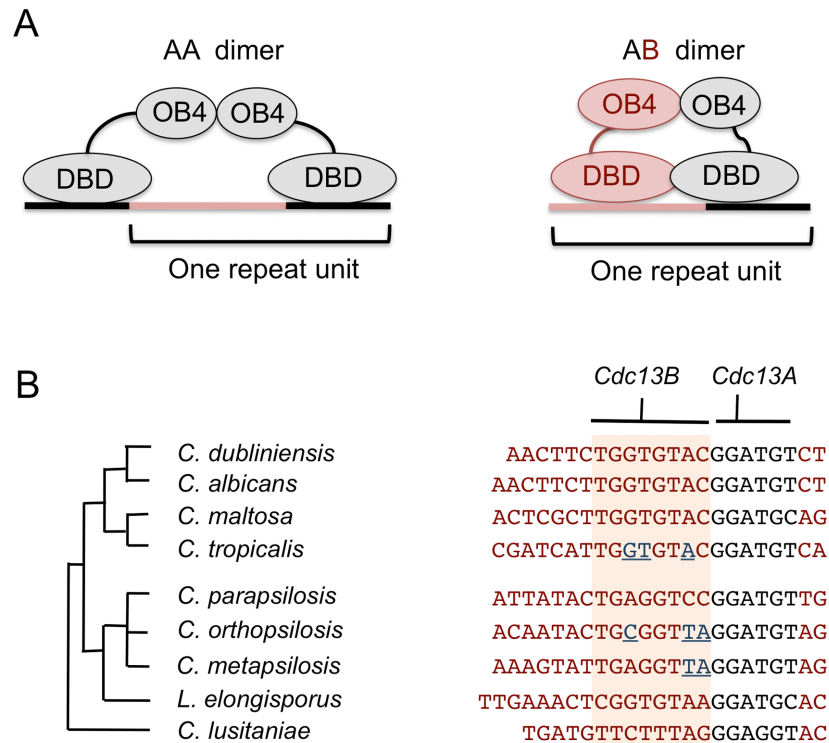 A
AA dimer
AB dimer
OB4 OB4
OB4 OB4
DBD DBD
DBD DBD
One repeat unit
One repeat unit
B
Cdc13B Cdc13A
C. dubliniensis AACTTCTGGTGTACGGATGTCT
C. albicans AACTTCTTGGTGTACGGATGTCT
C. maltosa ACTCGCTTGGTGTACGGATGCAG
C. tropicalis CGATCATTGGTGTACGGATGTCA
C. parapsilosis ATTATACTGAGGTCCGGATGTTG
C. orthopsilosis ACAATACTGCGGTTAGGATGTAG
C. metapsilosis AAAGTATTGAGGTTAGGATGTAG
L. elongisporus TTGAAACTCGGTGTAAGGATGCAC
C. lusitaniae TGATGTTCTTTAGGGAGGTAC